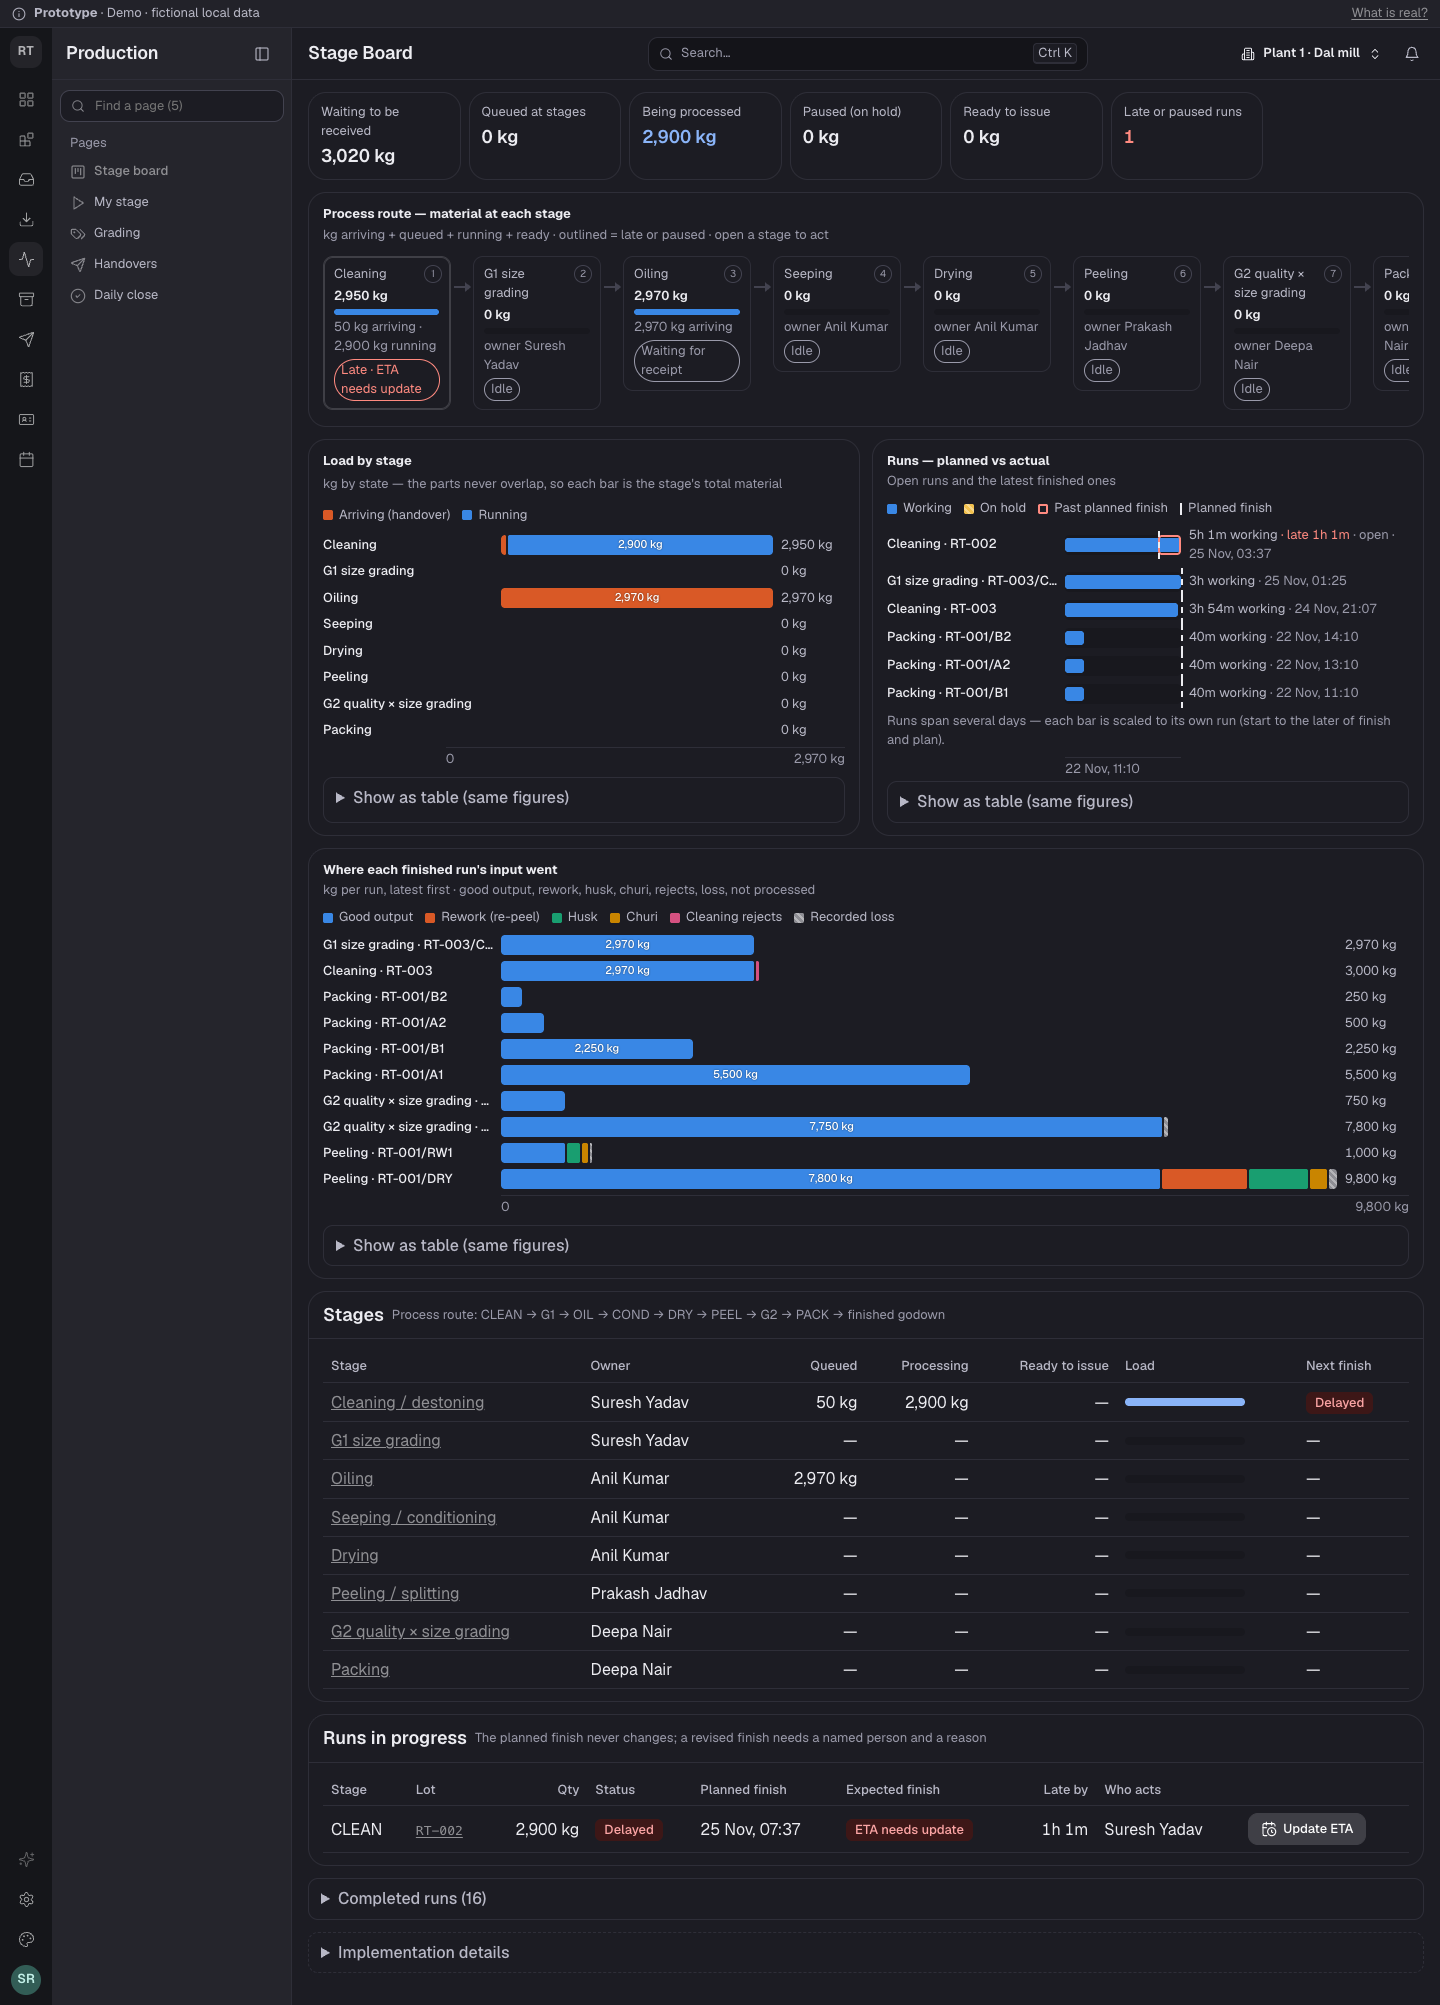 Prototype · Demo · fictional local data
What is real?
RT
Production
Stage Board
Search...
Ctrl K
Plant 1 · Dal mill
Find a page (5)
Pages
Stage board
My stage
Grading
Handovers
Daily close
Waiting to be received
3,020 kg
Queued at stages
0 kg
Being processed
2,900 kg
Paused (on hold)
0 kg
Ready to issue
0 kg
Late or paused runs
1
Process route — material at each stage
kg arriving + queued + running + ready · outlined = late or paused · open a stage to act
Cleaning 1
2,950 kg
50 kg arriving ·
2,900 kg running
Late · ETA
needs update
G1 size 2
grading
0 kg
owner Suresh
Yadav
Idle
Oiling 3
2,970 kg
2,970 kg arriving
Waiting for
receipt
Seeping 4
0 kg
owner Anil Kumar
Idle
Drying 5
0 kg
owner Anil Kumar
Idle
Peeling 6
0 kg
owner Prakash
Jadhav
Idle
G2 quality × 7
size grading
0 kg
owner Deepa
Nair
Idle
0 kg
Nair
Load by stage
kg by state — the parts never overlap, so each bar is the stage's total material
Arriving (handover) Running
Cleaning 2,900 kg 2,950 kg
G1 size grading 0 kg
Oiling 2,970 kg 2,970 kg
Seeping 0 kg
Drying 0 kg
Peeling 0 kg
G2 quality × size grading 0 kg
Packing 0 kg
0 2,970 kg
Show as table (same figures)
Runs — planned vs actual
Open runs and the latest finished ones
Working On hold Past planned finish Planned finish
Cleaning · RT-002 5h 1m working · late 1h 1m · open ·
25 Nov, 03:37
G1 size grading · RT-003/C... 3h working · 25 Nov, 01:25
Cleaning · RT-003 3h 54m working · 24 Nov, 21:07
Packing · RT-001/B2 40m working · 22 Nov, 14:10
Packing · RT-001/A2 40m working · 22 Nov, 13:10
Packing · RT-001/B1 40m working · 22 Nov, 11:10
Runs span several days — each bar is scaled to its own run (start to the later of finish
and plan).
22 Nov, 11:10
Show as table (same figures)
Where each finished run's input went
kg per run, latest first · good output, rework, husk, churi, rejects, loss, not processed
Good output Rework (re-peel) Husk Churi Cleaning rejects Recorded loss
G1 size grading · RT-003/C... 2,970 kg 2,970 kg
Cleaning · RT-003 2,970 kg 3,000 kg
Packing · RT-001/B2 250 kg
Packing · RT-001/A2 500 kg
Packing · RT-001/B1 2,250 kg 2,250 kg
Packing · RT-001/A1 5,500 kg 5,500 kg
G2 quality × size grading · ... 750 kg
G2 quality × size grading · ... 7,750 kg 7,800 kg
Peeling · RT-001/RW1 1,000 kg
Peeling · RT-001/DRY 7,800 kg 9,800 kg
0 9,800 kg
Show as table (same figures)
Stages Process route: CLEAN → G1 → OIL → COND → DRY → PEEL → G2 → PACK → finished godown
Stage Owner Queued Processing Ready to issue Load Next finish
Cleaning / destoning Suresh Yadav 50 kg 2,900 kg — Delayed
G1 size grading Suresh Yadav — — — —
Oiling Anil Kumar 2,970 kg — — —
Seeping / conditioning Anil Kumar — — — —
Drying Anil Kumar — — — —
Peeling / splitting Prakash Jadhav — — — —
G2 quality × size grading Deepa Nair — — — —
Packing Deepa Nair — — — —
Runs in progress The planned finish never changes; a revised finish needs a named person and a reason
Stage Lot Qty Status Planned finish Expected finish Late by Who acts
CLEAN RT-002 2,900 kg Delayed 25 Nov, 07:37 ETA needs update 1h 1m Suresh Yadav Update ETA
Completed runs (16)
Implementation details
SR